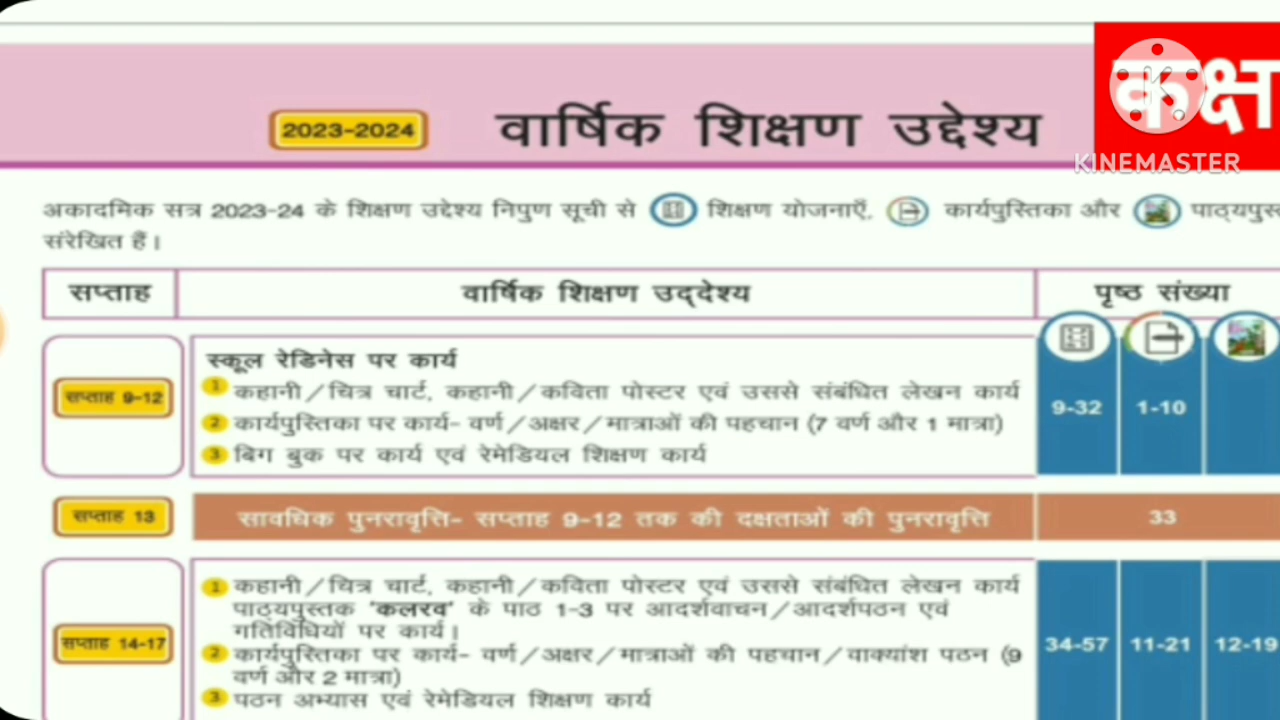 कक्ष
KINEMASTER
2023-2024 वार्षिक शिक्षण उद्देश्य
अकादमिक सत्र 2023-24 के शिक्षण उद्देश्य निपुण सूची से शिक्षण योजनाएँ, कार्यपुस्तिका और पाठ्यपुस
संरेखित हैं।
सप्ताह वार्षिक शिक्षण उद्देश्य पृष्ठ संख्या
स्कूल रेडिनेस पर कार्य
सप्ताह 9-12
1 कहानी/चित्र चार्ट, कहानी/कविता पोस्टर एवं उससे संबंधित लेखन कार्य
9-32 1-10
2 कार्यपुस्तिका पर कार्य- वर्ण/अक्षर/मात्राओं की पहचान (7 वर्ण और 1 मात्रा)
3 बिग बुक पर कार्य एवं रेमेडियल शिक्षण कार्य
सप्ताह 13 सावधिक पुनरावृत्ति- सप्ताह 9-12 तक की दक्षताओं की पुनरावृत्ति 33
1 कहानी/चित्र चार्ट, कहानी/कविता पोस्टर एवं उससे संबंधित लेखन कार्य
पाठ्यपुस्तक 'कलरव' के पाठ 1-3 पर आदर्शवाचन/आदर्शपठन एवं
गतिविधियों पर कार्य।
सप्ताह 14-17 34-57 11-21 12-19
2 कार्यपुस्तिका पर कार्य- वर्ण/अक्षर/मात्राओं की पहचान/वाक्यांश पठन (9
वर्ण और 2 मात्रा)
3 पठन अभ्यास एवं रेमेडियल शिक्षण कार्य